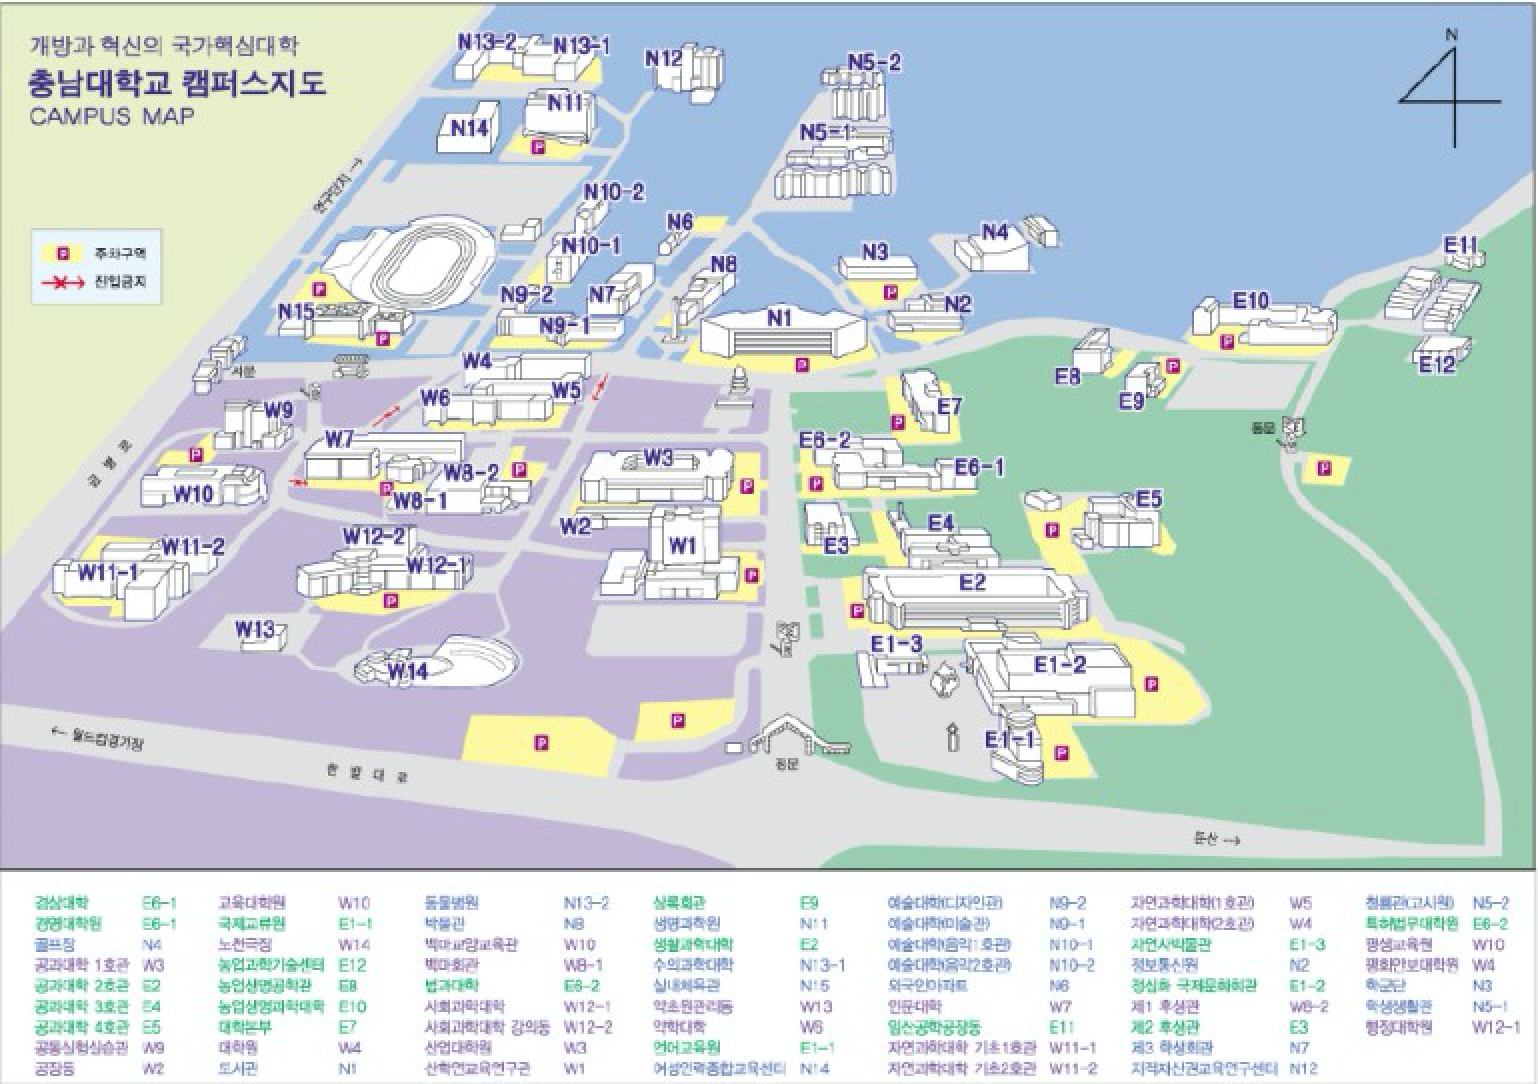 개방과 혁신의 국가핵심대학
충남대학교 캠퍼스지도
CAMPUS MAP
N
P 주차구역
진입금지
연구단지 →
N13-2
N13-1
N12
N5-2
N11
N14
N5-1
N10-2
N6
N10-1
N4
N3
N8
N9-2
N7
N15
N9-1
N1
N2
E10
E11
E12
E8
E9
서문
W4
W5
W6
E7
동문
W9
W7
W3
E6-2
E6-1
W8-2
W10
W8-1
궁동로
W2
W1
E3
E4
E5
W12-2
W11-2
W12-1
W11-1
E2
W13
W14
E1-3
E1-2
E1-1
정문
← 월드컵경기장
한밭대로
둔산 →
경상대학 E6-1 교육대학원 W10 동물병원 N13-2 상록회관 E9 예술대학(디자인관) N9-2 자연과학대학(1호관) W5 청룡관(고시원) N5-2
경영대학원 E6-1 국제교류원 E1-1 박물관 N8 생명과학원 N11 예술대학(미술관) N9-1 자연과학대학(2호관) W4 특허법무대학원 E6-2
골프장 N4 노천극장 W14 백마교양교육관 W10 생활과학대학 E2 예술대학(음악1호관) N10-1 자연사박물관 E1-3 평생교육원 W10
공과대학 1호관 W3 농업과학기술센터 E12 백마회관 W8-1 수의과학대학 N13-1 예술대학(음악2호관) N10-2 정보통신원 N2 평화안보대학원 W4
공과대학 2호관 E2 농업생명공학관 E8 법과대학 E6-2 실내체육관 N15 외국인아파트 N6 정심화 국제문화회관 E1-2 학군단 N3
공과대학 3호관 E4 농업생명과학대학 E10 사회과학대학 W12-1 약초원관리동 W13 인문대학 W7 제1 후생관 W8-2 학생생활관 N5-1
공과대학 4호관 E5 대학본부 E7 사회과학대학 강의동 W12-2 약학대학 W6 임산공학공장동 E11 제2 후생관 E3 행정대학원 W12-1
공동실험실습관 W9 대학원 W4 산업대학원 W3 언어교육원 E1-1 자연과학대학 기초1호관 W11-1 제3 학생회관 N7
공장동 W2 도서관 N1 산학연교육연구관 W1 여성인력종합교육센터 N14 자연과학대학 기초2호관 W11-2 지적재산권교육연구센터 N12